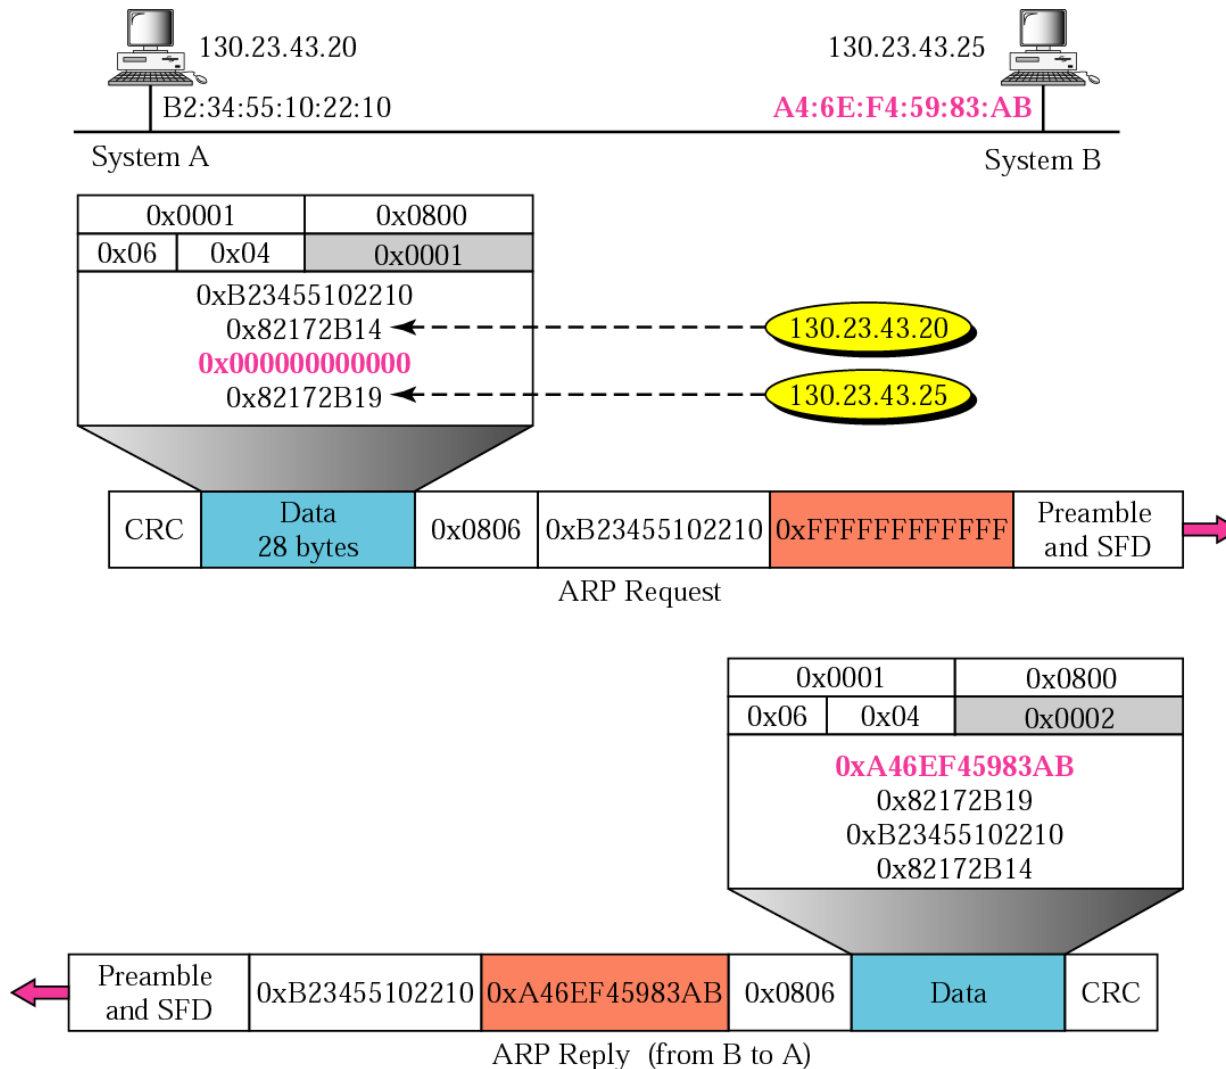 130.23.43.20
130.23.43.25
B2:34:55:10:22:10
A4:6E:F4:59:83:AB
System A
System B
0x0001
0x0800
0x06
0x04
0x0001
0xB23455102210
0x82172B14
130.23.43.20
0x000000000000
0x82172B19
130.23.43.25
CRC
Data
28 bytes
0x0806
0xB23455102210
0xFFFFFFFFFFFF
Preamble
and SFD
ARP Request
0x0001
0x0800
0x06
0x04
0x0002
0xA46EF45983AB
0x82172B19
0xB23455102210
0x82172B14
Preamble
and SFD
0xB23455102210
0xA46EF45983AB
0x0806
Data
CRC
ARP Reply (from B to A)